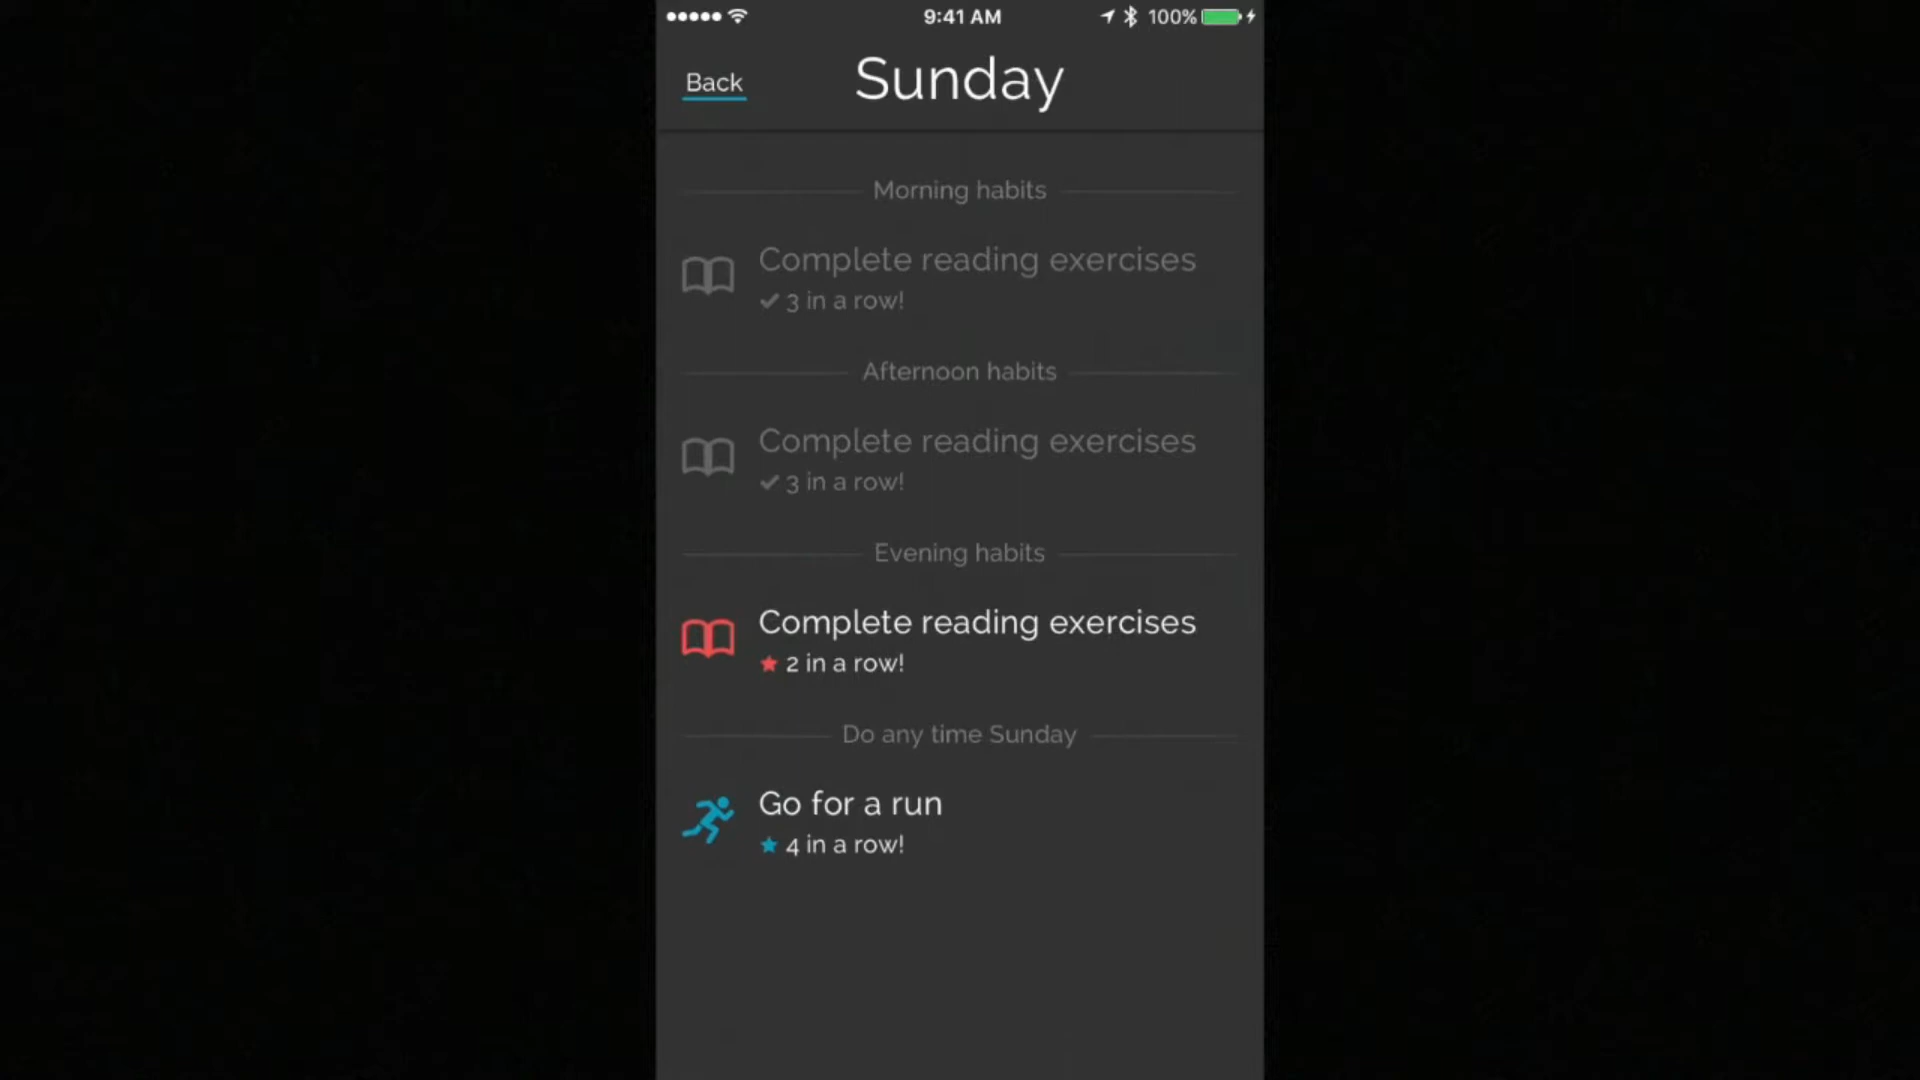 9:41 AM
100%
Back
Sunday
Morning habits
Complete reading exercises
3 in a row!
Afternoon habits
Complete reading exercises
3 in a row!
Evening habits
Complete reading exercises
2 in a row!
Do any time Sunday
Go for a run
4 in a row!